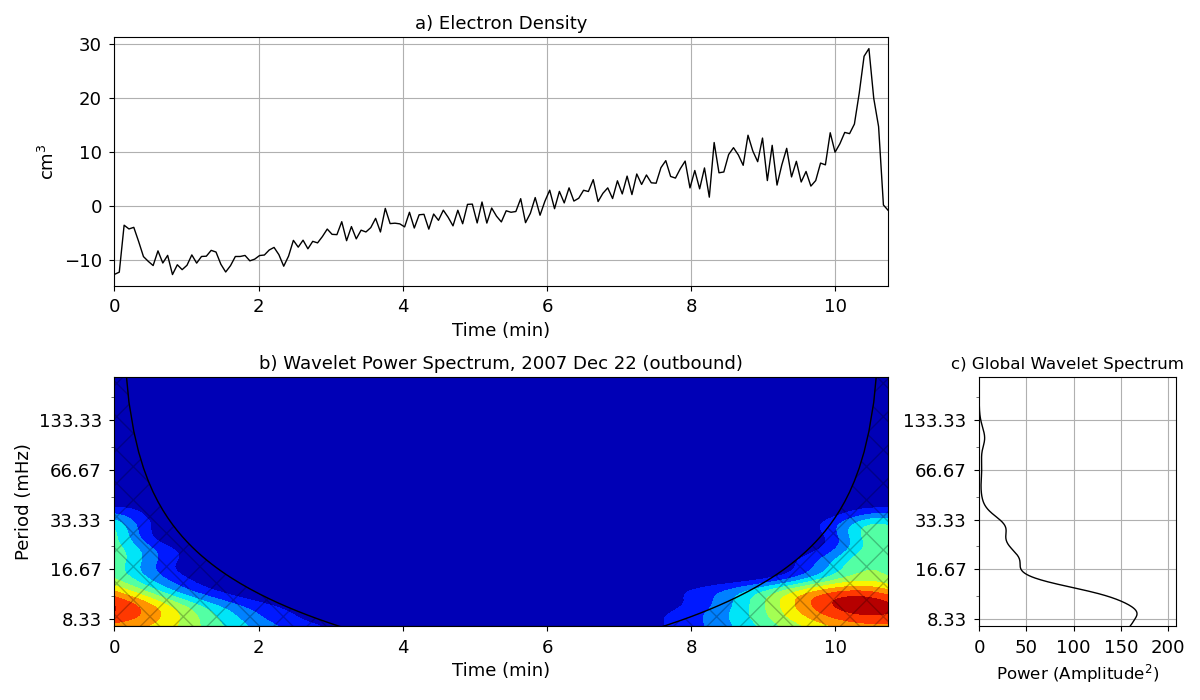 a) Electron Density
30
20
10
0
−10
cm³
0 2 4 6 8 10
Time (min)
b) Wavelet Power Spectrum, 2007 Dec 22 (outbound)
133.33
66.67
33.33
16.67
8.33
Period (mHz)
0 2 4 6 8 10
Time (min)
c) Global Wavelet Spectrum
133.33
66.67
33.33
16.67
8.33
0 50 100 150 200
Power (Amplitude²)